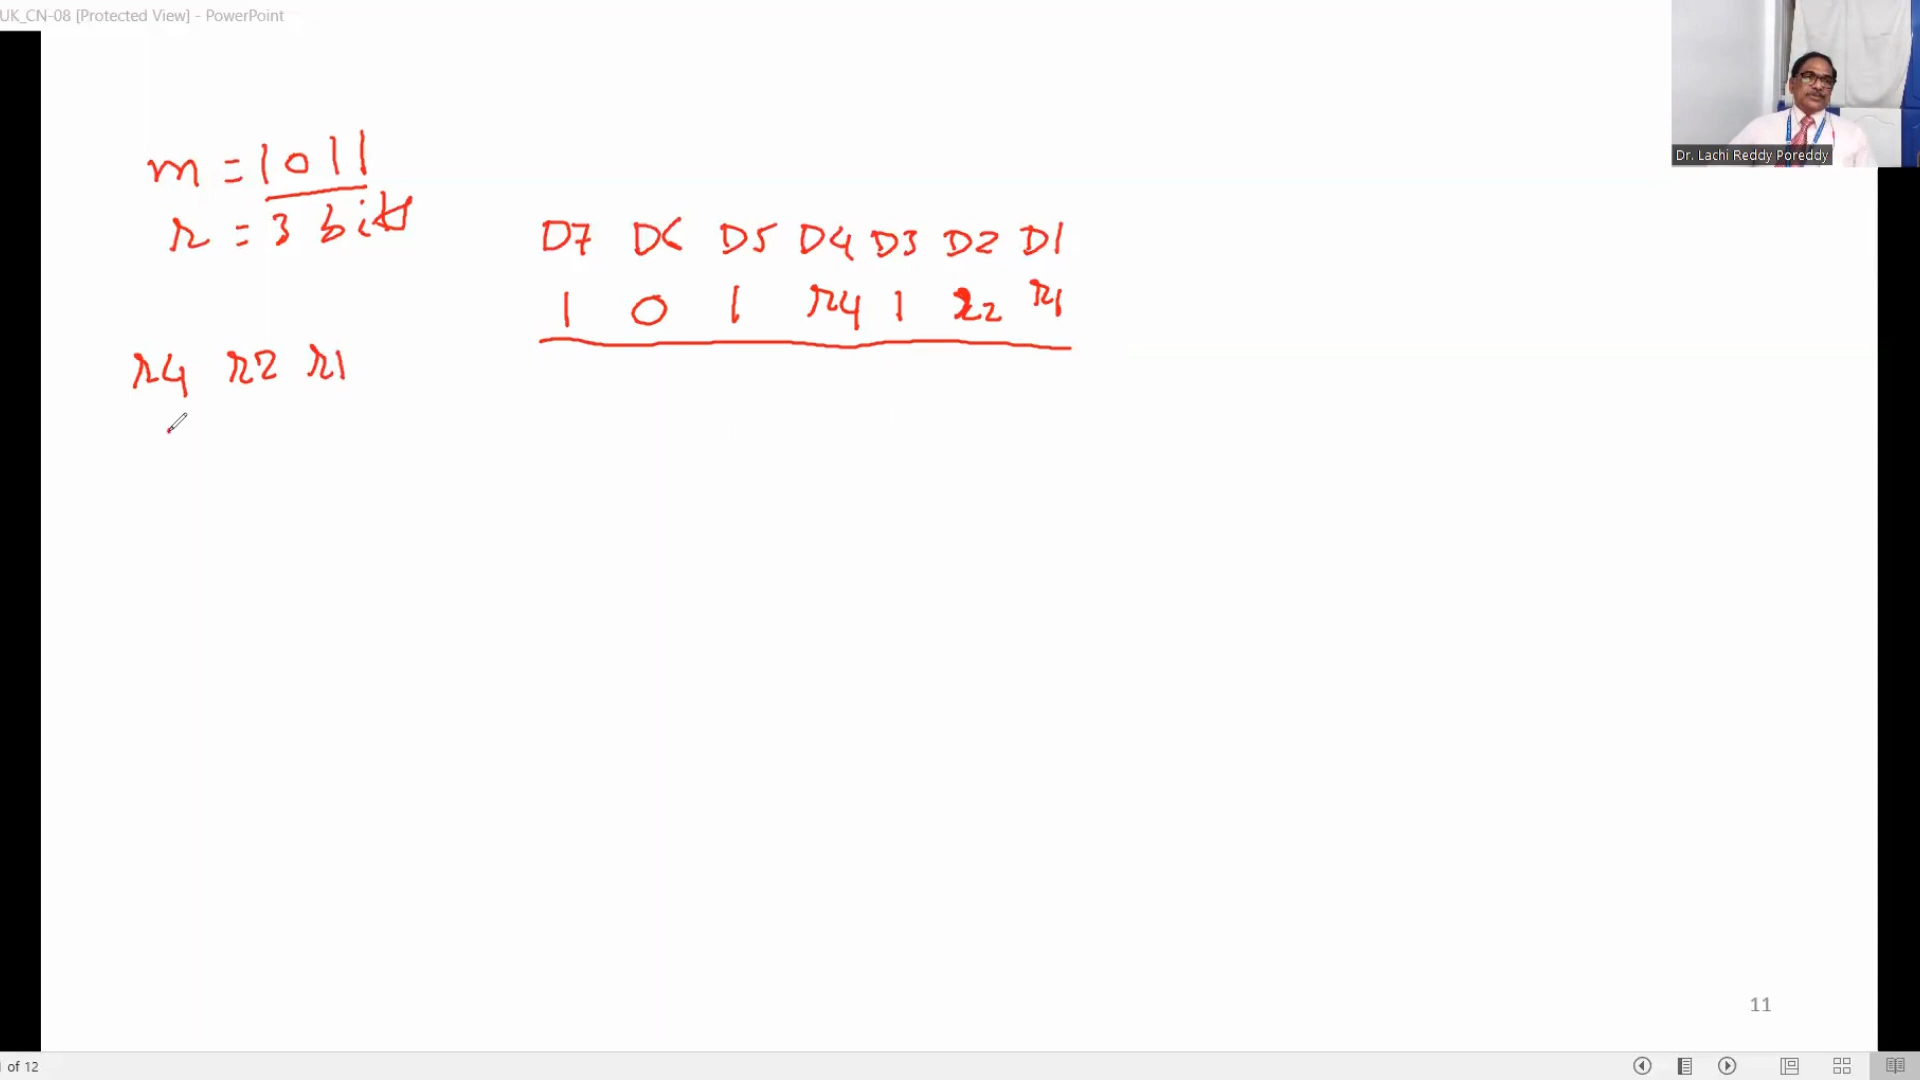 UK_CN-08 [Protected View] - PowerPoint
Dr. Lachi Reddy Poreddy
m = 1011
r = 3 bits
D7 D6 D5 D4 D3 D2 D1
1 0 1 r4 1 r2 r1
r4 r2 r1
11
of 12